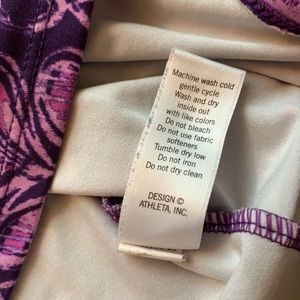 Machine wash cold
gentle cycle
Wash and dry
inside out
with like colors
Do not bleach
Do not use fabric
softeners
Tumble dry low
Do not iron
Do not dry clean
DESIGN ©
ATHLETA, INC.